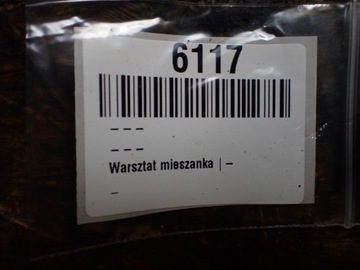 6117
– – –
– – –
Warsztat mieszanka | –
–